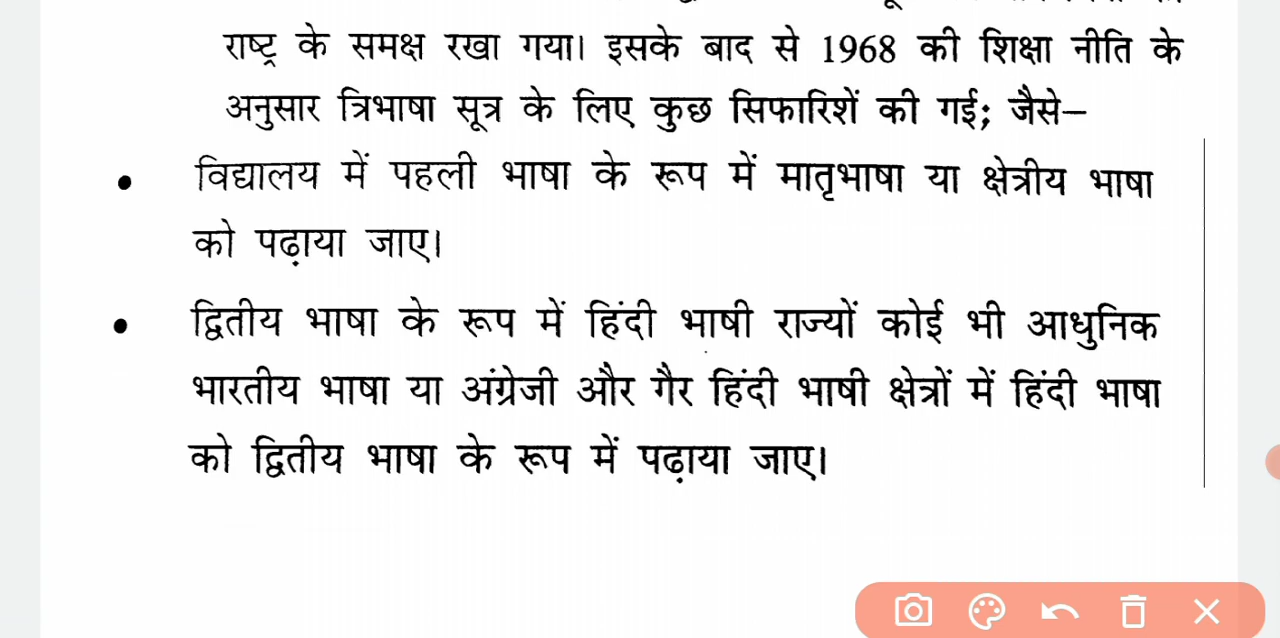 राष्ट्र के समक्ष रखा गया। इसके बाद से 1968 की शिक्षा नीति के
अनुसार त्रिभाषा सूत्र के लिए कुछ सिफारिशें की गई; जैसे–
• विद्यालय में पहली भाषा के रूप में मातृभाषा या क्षेत्रीय भाषा
को पढ़ाया जाए।
• द्वितीय भाषा के रूप में हिंदी भाषी राज्यों कोई भी आधुनिक
भारतीय भाषा या अंग्रेजी और गैर हिंदी भाषी क्षेत्रों में हिंदी भाषा
को द्वितीय भाषा के रूप में पढ़ाया जाए।